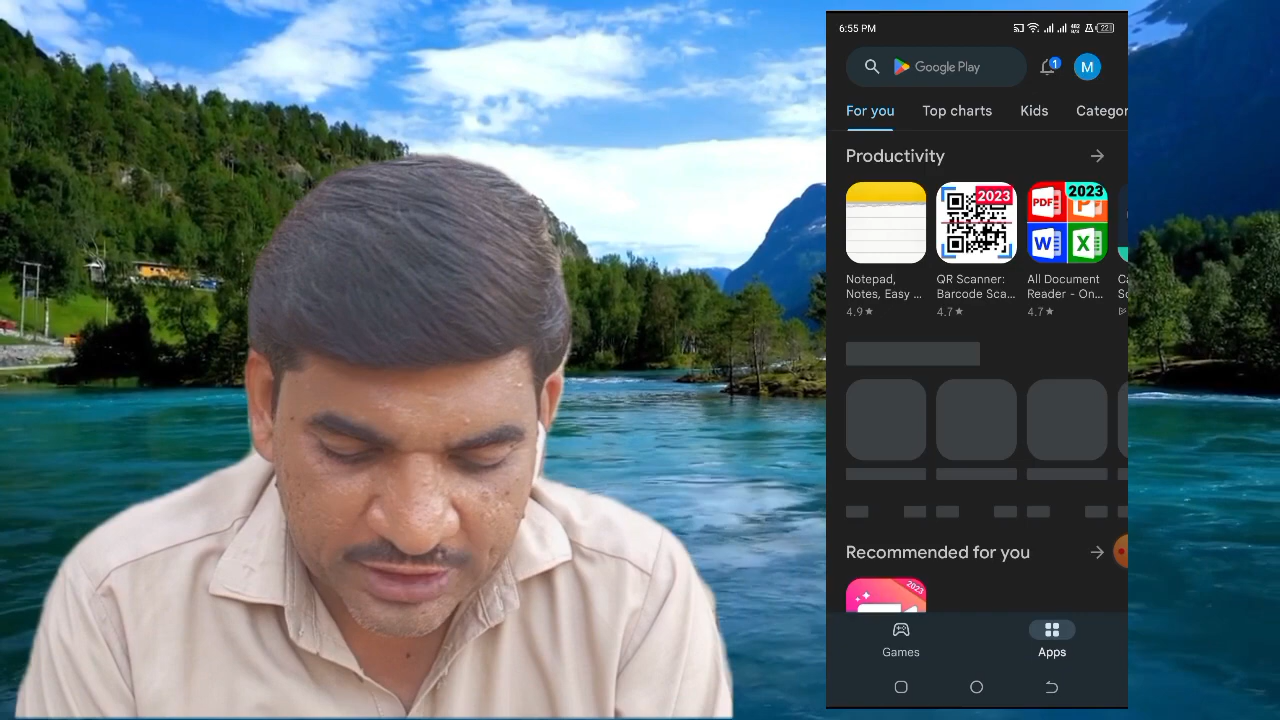 6:55 PM
Google Play
1
M
For you Top charts Kids Categor
Productivity
2023
PDF
2023
P
W
X
Notepad,
Notes, Easy ...
4.9★
QR Scanner:
Barcode Sca...
4.7★
All Document
Reader - On...
4.7★
Recommended for you
2023
Games Apps